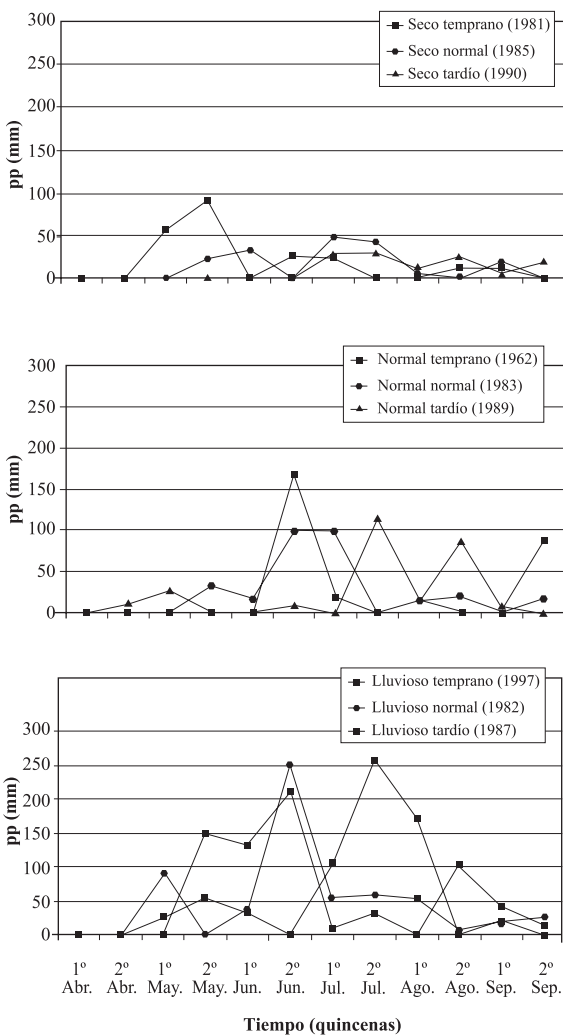 300
250
200
150
100
50
0
pp (mm)
Seco temprano (1981)
Seco normal (1985)
Seco tardío (1990)
300
250
200
150
100
50
0
pp (mm)
Normal temprano (1962)
Normal normal (1983)
Normal tardío (1989)
300
250
200
150
100
50
0
pp (mm)
Lluvioso temprano (1997)
Lluvioso normal (1982)
Lluvioso tardío (1987)
1º 2º 1º 2º 1º 2º 1º 2º 1º 2º 1º 2º
Abr. Abr. May. May. Jun. Jun. Jul. Jul. Ago. Ago. Sep. Sep.
Tiempo (quincenas)